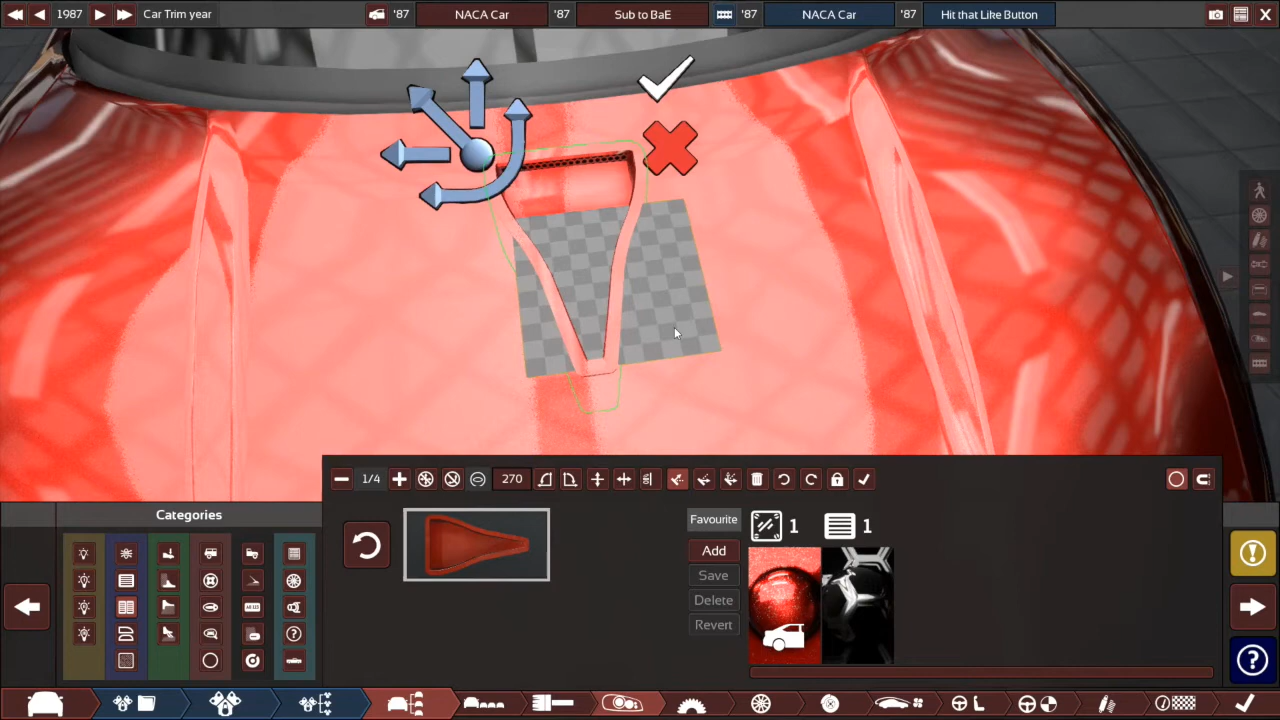 1987 Car Trim year '87 NACA Car '87 Sub to BaE '87 NACA Car '87 Hit that Like Button
1/4 270
Categories
Favourite 1 1
Add
Save
Delete
Revert